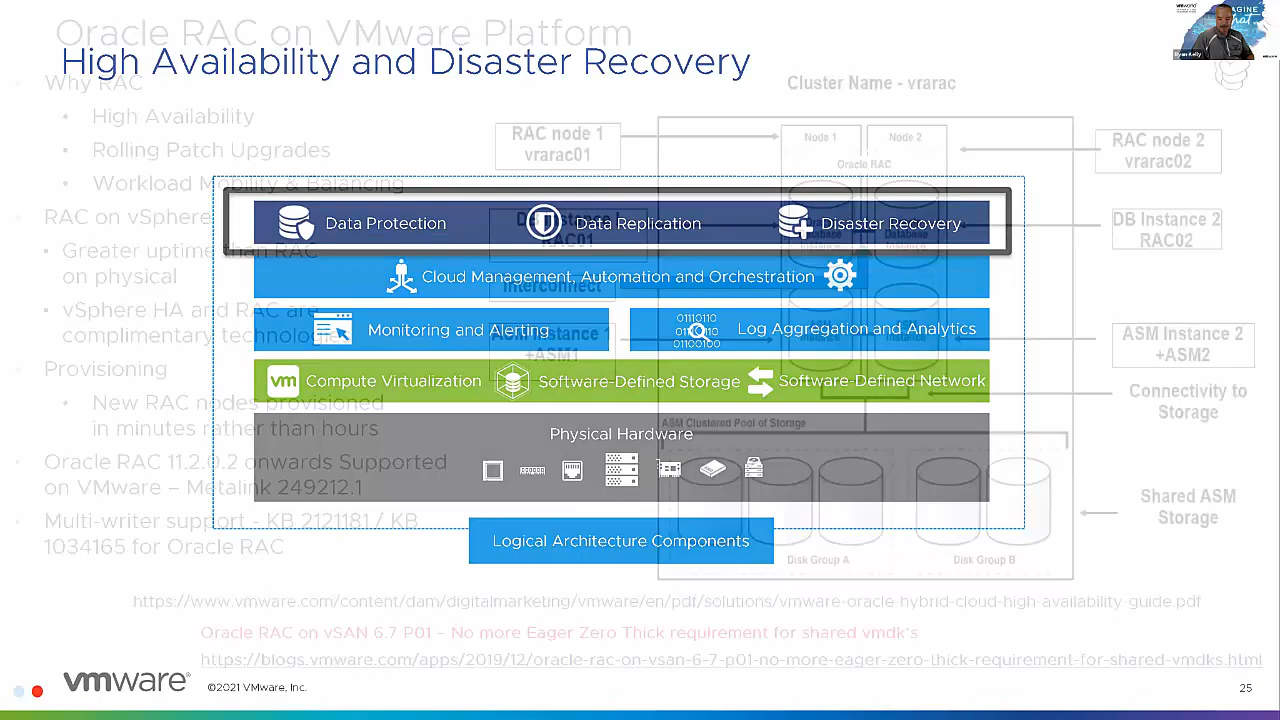 Oracle RAC on VMware Platform
High Availability and Disaster Recovery
Ryan Kelly
Why RAC
High Availability
Rolling Patch Upgrades
Workload Mobility & Balancing
RAC on vSphere
Greater uptime than RAC
on physical
vSphere HA and RAC are
complimentary technologie
Provisioning
New RAC nodes provisioned
in minutes rather than hours
Oracle RAC 11.2.0.2 onwards Supported
on VMware – Metalink 249212.1
Multi-writer support - KB 2121181 / KB
1034165 for Oracle RAC
Cluster Name - vrarac
RAC node 1
vrarac01
Node 1
Node 2
Oracle RAC
RAC node 2
vrarac02
DB Instance 2
RAC02
RAC01
Interconnect
ASM Instance 1
+ASM1
ASM Instance 2
+ASM2
Connectivity to
Storage
ASM Clustered Pool of Storage
Shared ASM
Storage
Disk Group A
Disk Group B
Data Protection
Data Replication
Disaster Recovery
Cloud Management, Automation and Orchestration
Monitoring and Alerting
01110110
01100100
Log Aggregation and Analytics
vm
Compute Virtualization
Software-Defined Storage
Software-Defined Network
Physical Hardware
Logical Architecture Components
https://www.vmware.com/content/dam/digitalmarketing/vmware/en/pdf/solutions/vmware-oracle-hybrid-cloud-high-availability-guide.pdf
Oracle RAC on vSAN 6.7 P01 – No more Eager Zero Thick requirement for shared vmdk's
https://blogs.vmware.com/apps/2019/12/oracle-rac-on-vsan-6-7-p01-no-more-eager-zero-thick-requirement-for-shared-vmdks.html
vmware®
©2021 VMware, Inc.
25